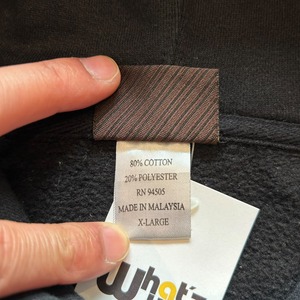 80% COTTON
20% POLYESTER
RN 94505
MADE IN MALAYSIA
X-LARGE